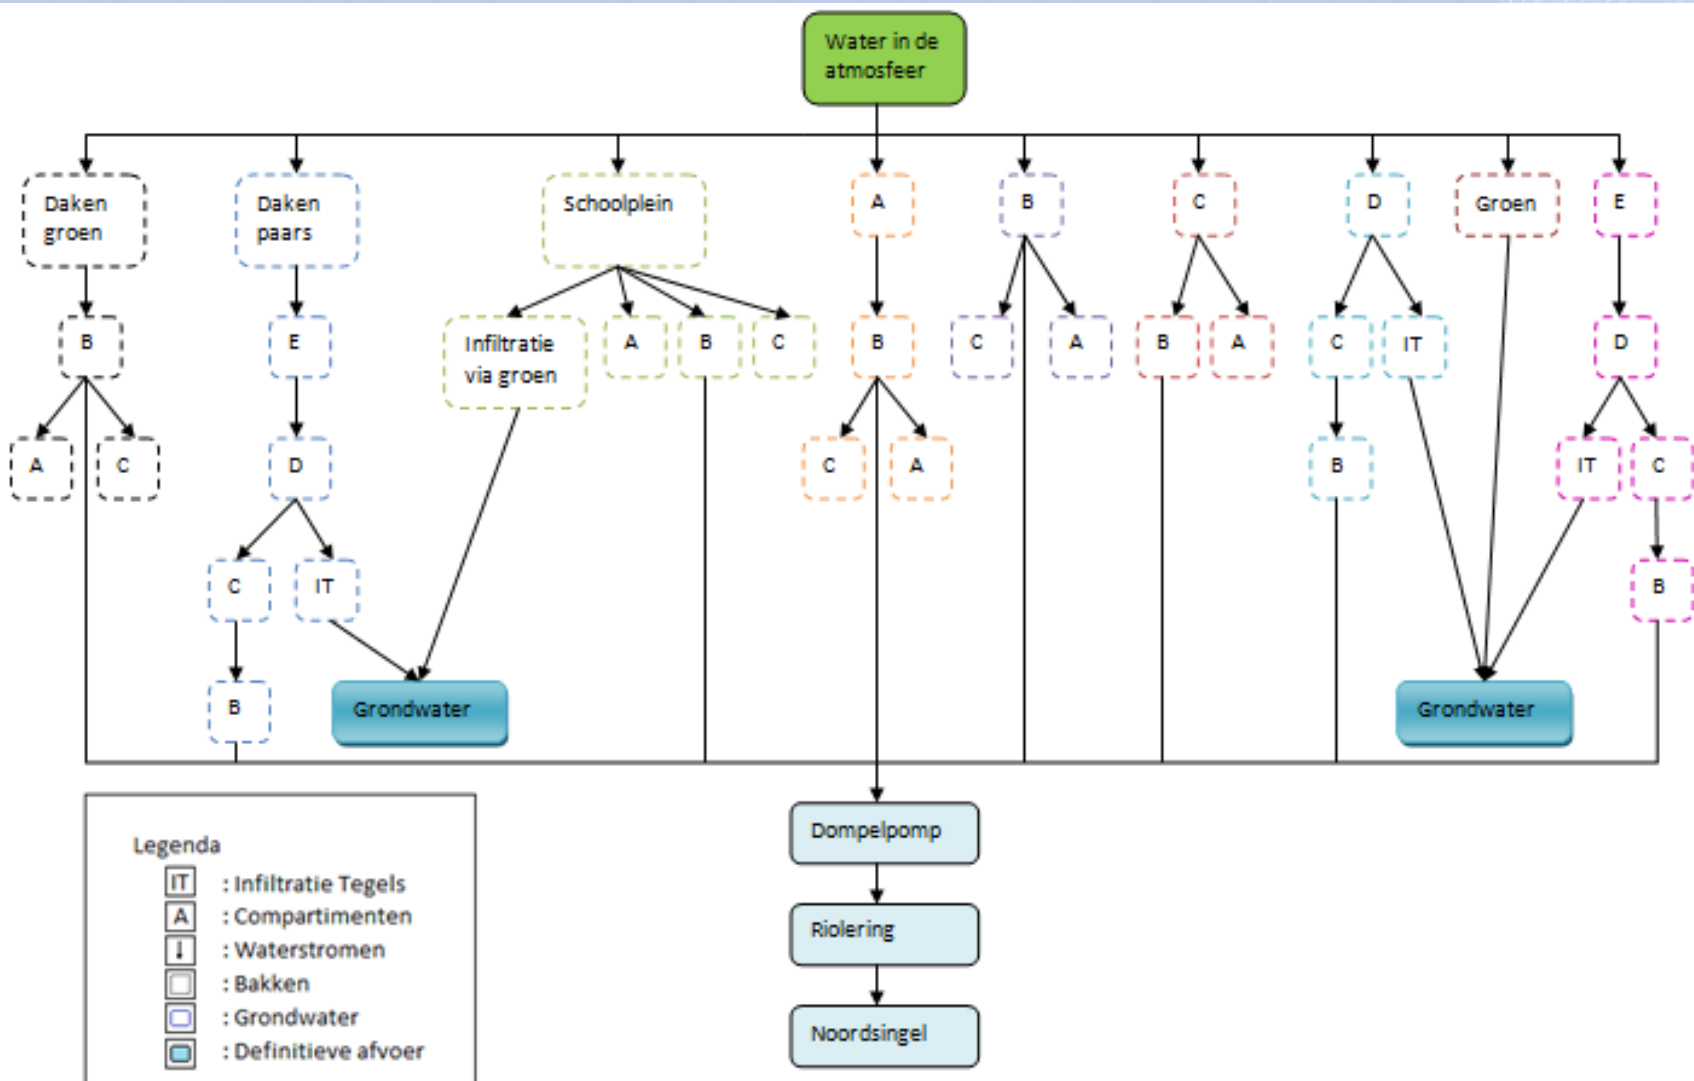 Water in de
atmosfeer
Daken
groen
Daken
paars
Schoolplein
A
B
C
D
Groen
E
B
E
Infiltratie
via groen
A
B
C
B
C
A
B
A
C
IT
D
A
C
D
C
A
B
IT
C
C
IT
B
B
Grondwater
Grondwater
Dompelpomp
Riolering
Noordsingel
Legenda
IT : Infiltratie Tegels
A : Compartimenten
: Waterstromen
: Bakken
: Grondwater
: Definitieve afvoer